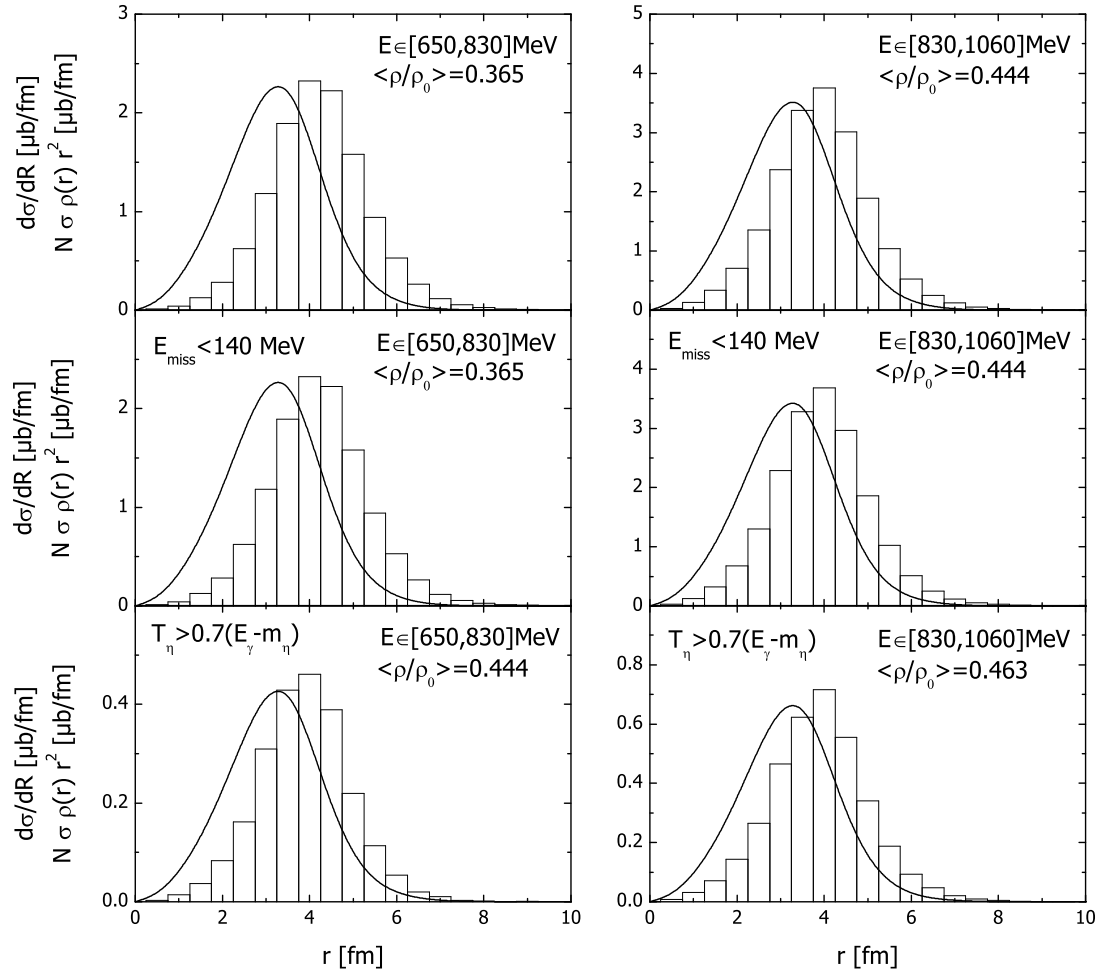 3
2
1
0
dσ/dR [μb/fm]
N σ ρ(r) r² [μb/fm]
E∈[650,830]MeV
<ρ/ρ₀>=0.365
5
4
3
2
1
0
E∈[830,1060]MeV
<ρ/ρ₀>=0.444
2
1
0
dσ/dR [μb/fm]
N σ ρ(r) r² [μb/fm]
E_miss<140 MeV
E∈[650,830]MeV
<ρ/ρ₀>=0.365
4
3
2
1
0
E_miss<140 MeV
E∈[830,1060]MeV
<ρ/ρ₀>=0.444
0.4
0.2
0.0
dσ/dR [μb/fm]
N σ ρ(r) r² [μb/fm]
T_η>0.7(E_γ-m_η)
E∈[650,830]MeV
<ρ/ρ₀>=0.444
0 2 4 6 8 10
r [fm]
0.8
0.6
0.4
0.2
0.0
T_η>0.7(E_γ-m_η)
E∈[830,1060]MeV
<ρ/ρ₀>=0.463
0 2 4 6 8 10
r [fm]